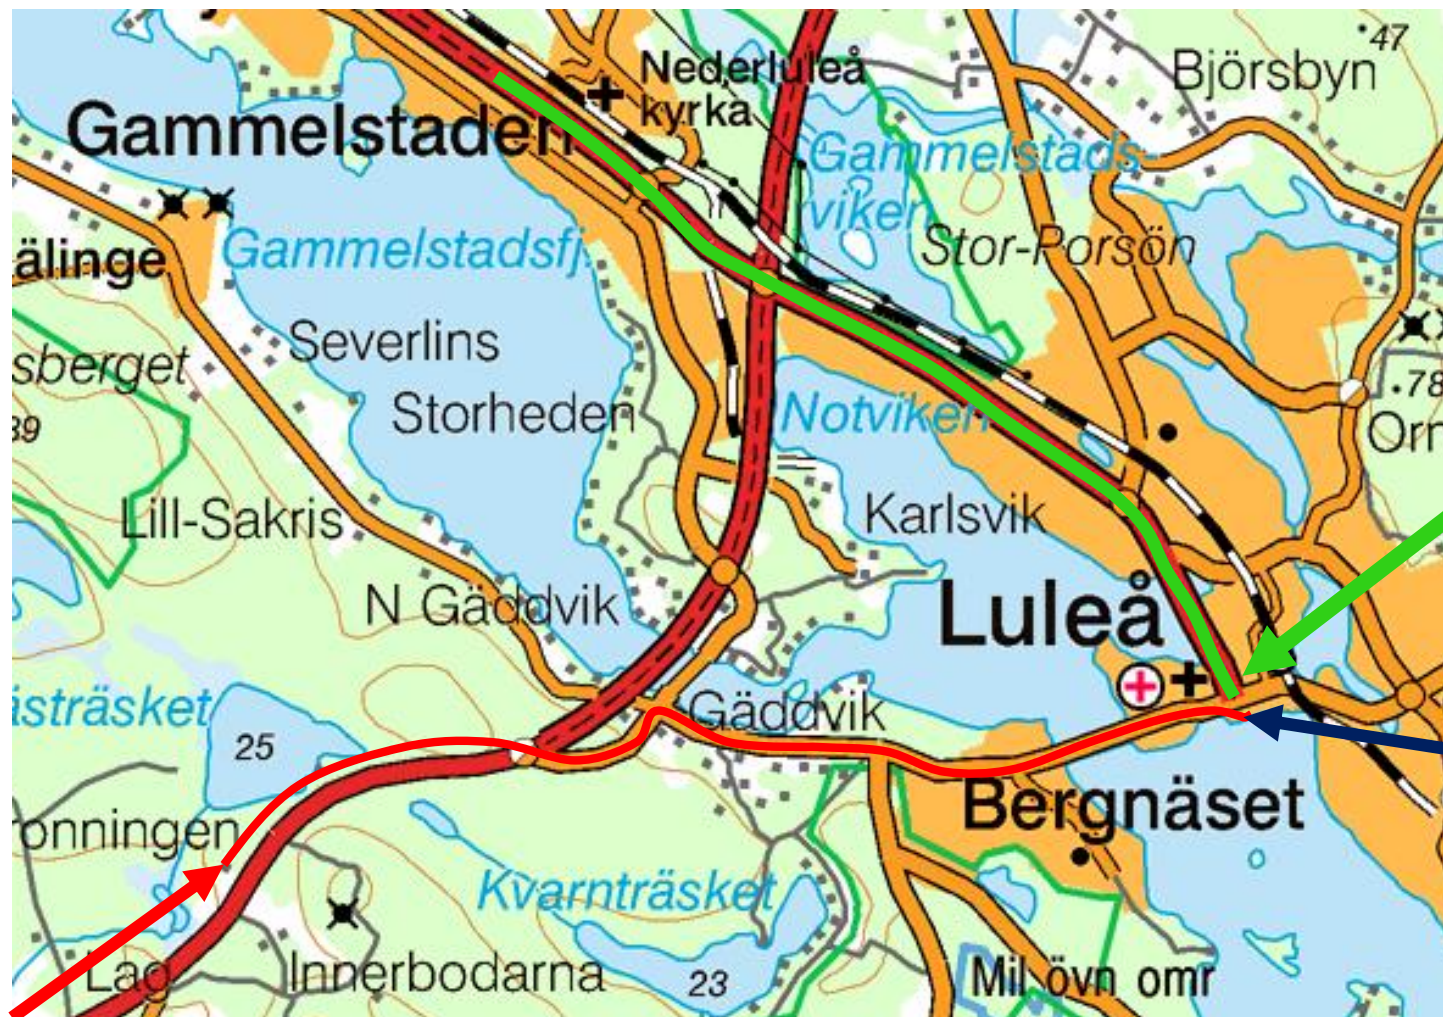 47
Björsbyn
Nederluleå
kyrka
Gammelstaden
Gammelstads-
viken
Stor-Porsön
älinge
Gammelstadsfj.
Severlins
sberget
78
Storheden
Notviken
39
Orr
Lill-Sakris
Karlsvik
N Gäddvik
Luleå
ästräsket
Gäddvik
25
Bergnäset
ronningen
Kvarnträsket
Lag
Innerbodarna
23
Mil övn omr